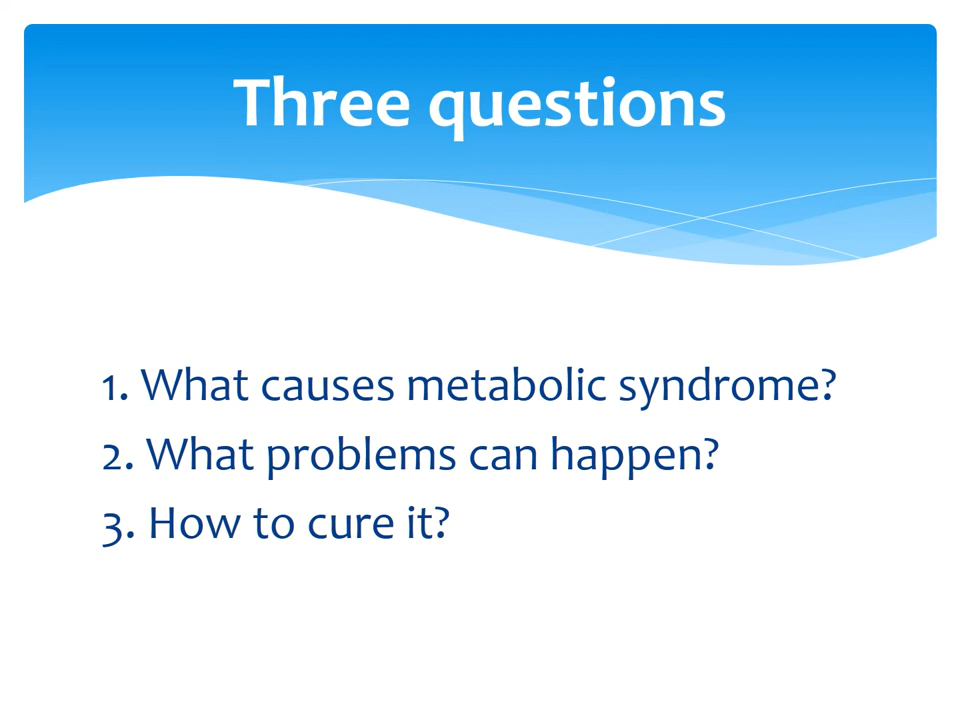 Three questions
1. What causes metabolic syndrome?
2. What problems can happen?
3. How to cure it?